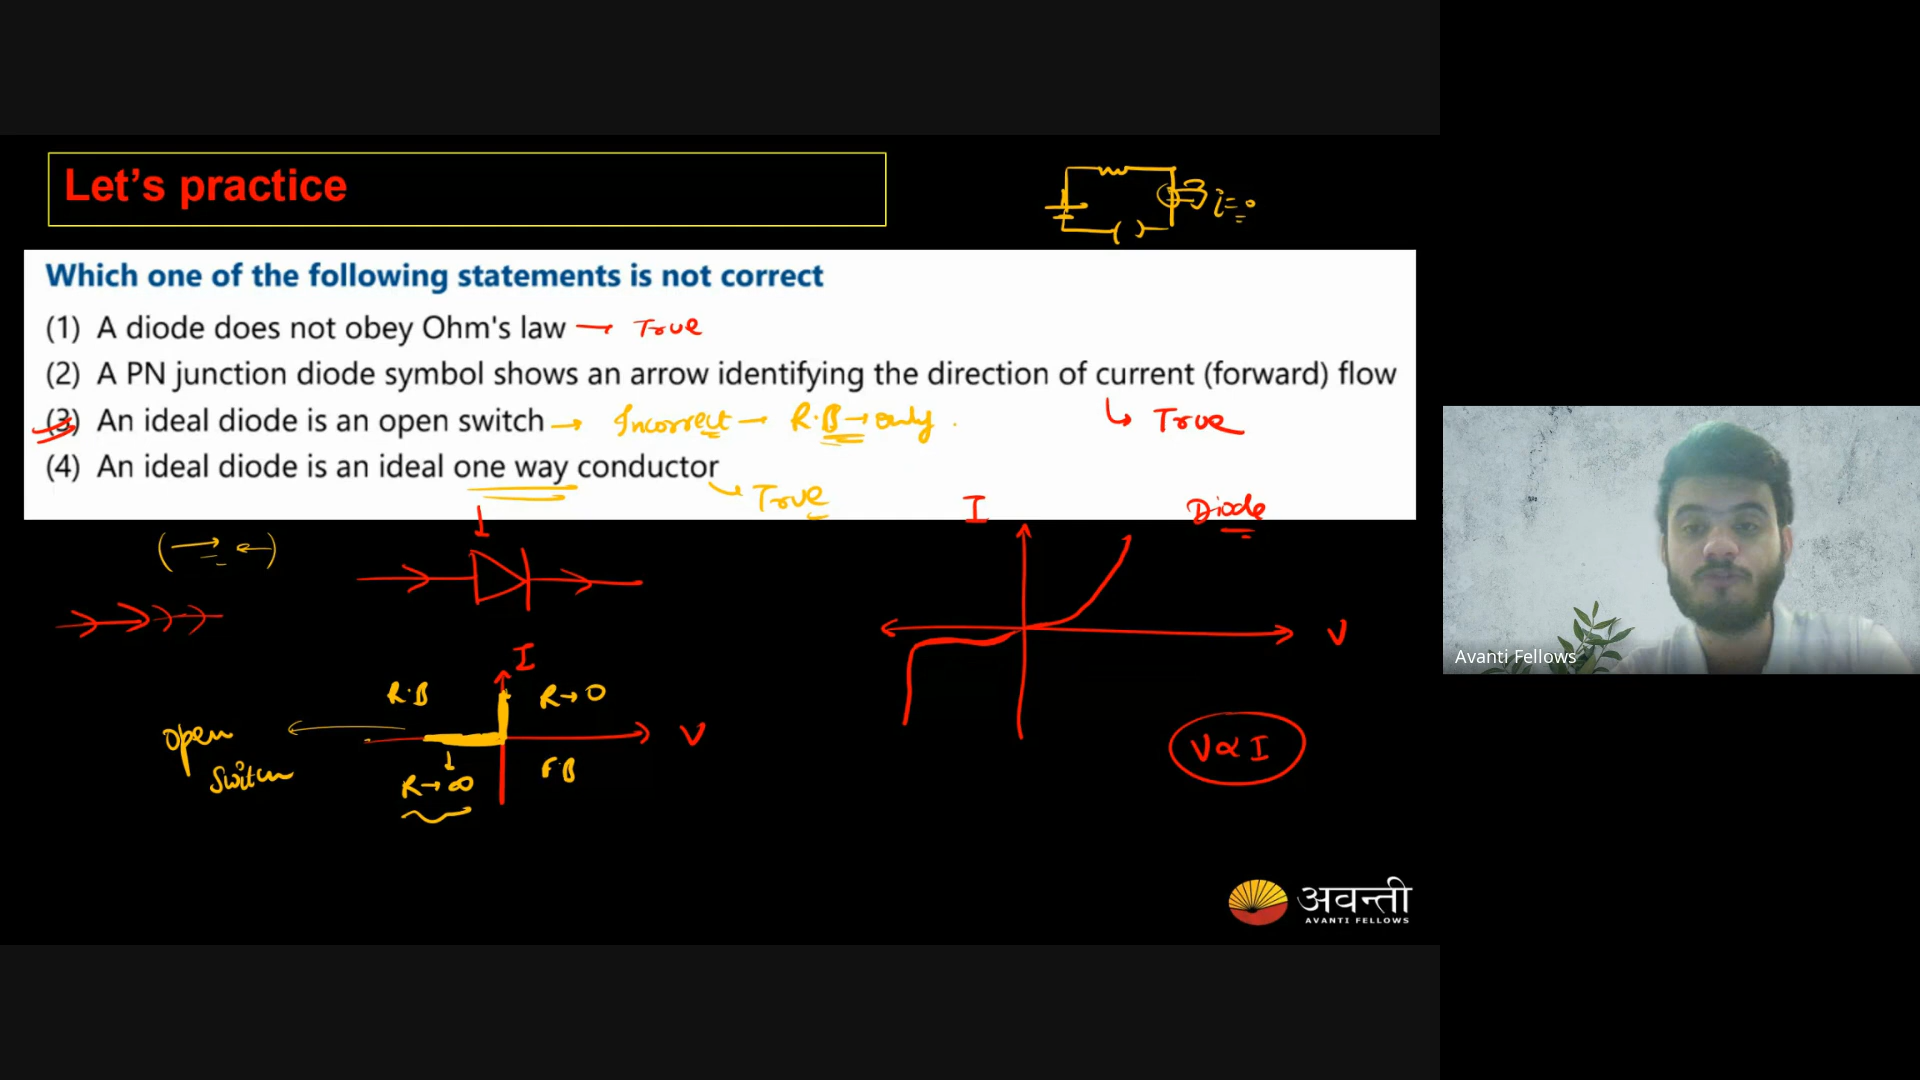 Let's practice
i=0
Which one of the following statements is not correct
(1) A diode does not obey Ohm's law → True
(2) A PN junction diode symbol shows an arrow identifying the direction of current (forward) flow
↳ True
(3) An ideal diode is an open switch → Incorrect → R.B → only.
(4) An ideal diode is an ideal one way conductor
True
I
Diode
I
V
R.B
R→0
V
open
switch
R→∞
F.B
V∝I
Avanti Fellows
अवन्ती
AVANTI FELLOWS